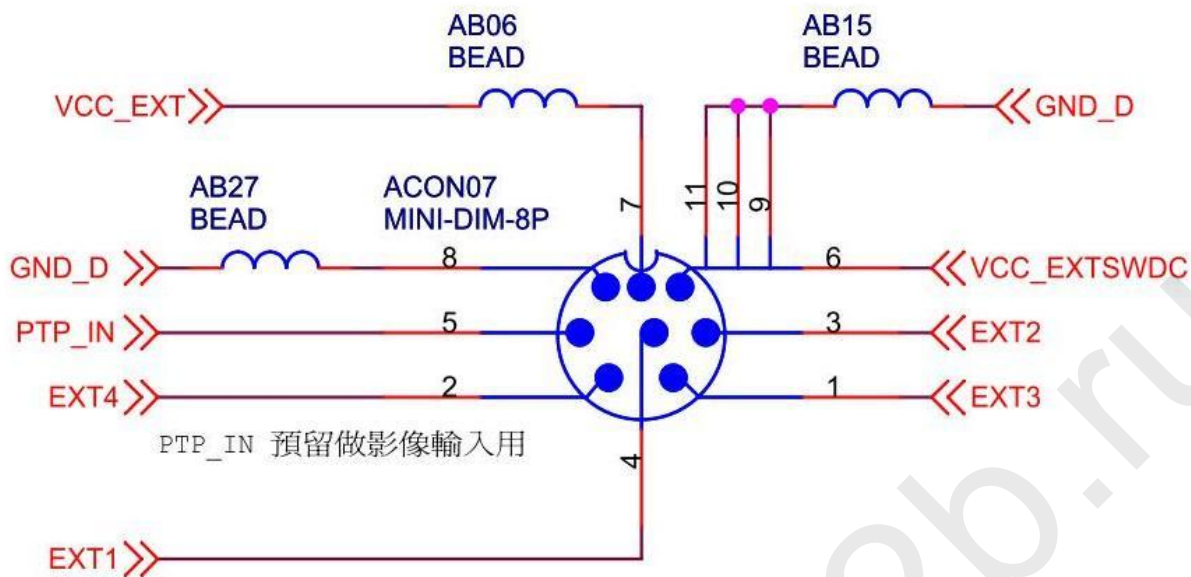 AB06
BEAD
AB15
BEAD
VCC_EXT
GND_D
11
10
9
7
AB27
BEAD
ACON07
MINI-DIM-8P
GND_D
8
6
VCC_EXTSWDC
PTP_IN
5
3
EXT2
EXT4
2
1
EXT3
PTP_IN 預留做影像輸入用
4
EXT1